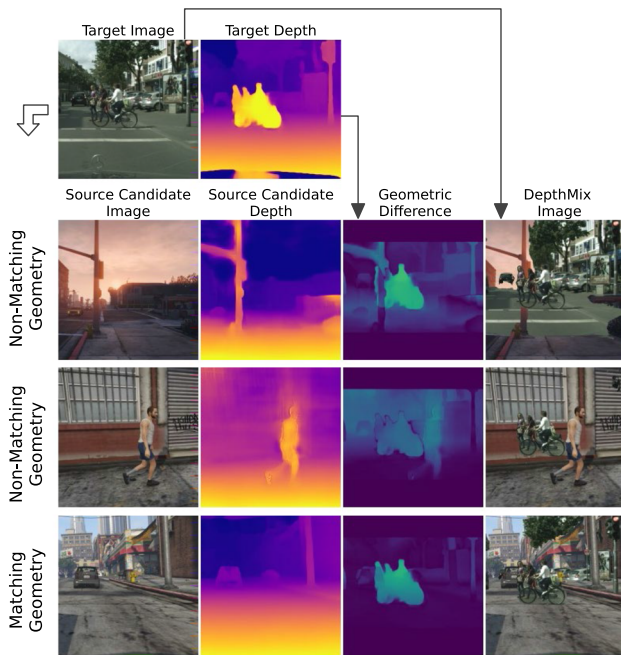 Target Image
Target Depth
Source Candidate
Image
Source Candidate
Depth
Geometric
Difference
DepthMix
Image
Non-Matching
Geometry
Non-Matching
Geometry
Matching
Geometry